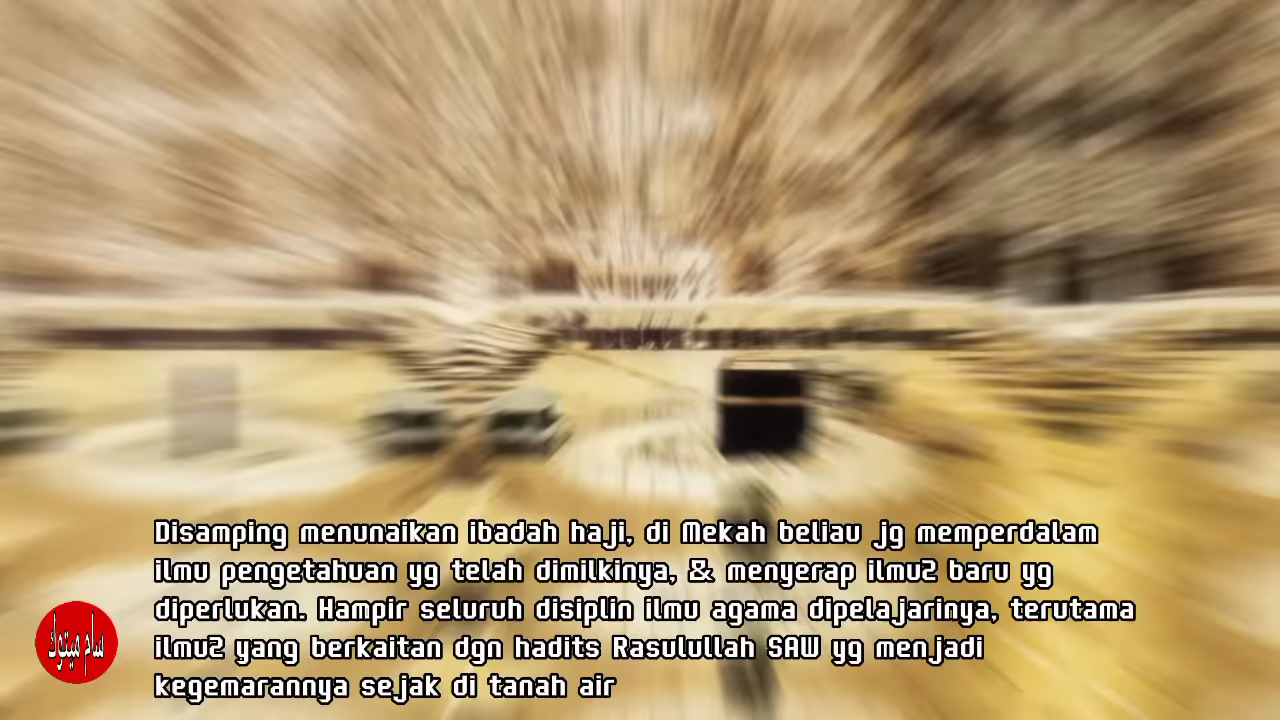 Disamping menunaikan ibadah haji, di Mekah beliau jg memperdalam
ilmu pengetahuan yg telah dimilkinya, & menyerap ilmu2 baru yg
diperlukan. Hampir seluruh disiplin ilmu agama dipelajarinya, terutama
ilmu2 yang berkaitan dgn hadits Rasulullah SAW yg menjadi
kegemarannya sejak di tanah air
سام ميتوك